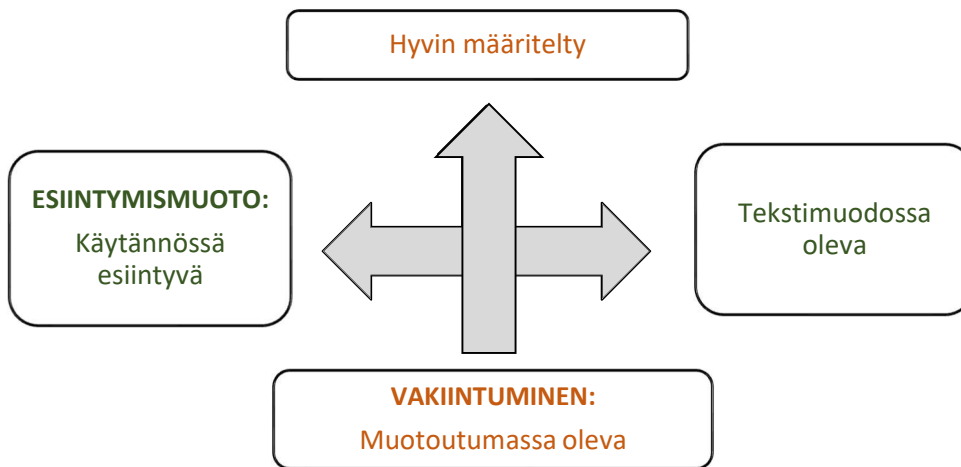 Hyvin määritelty
ESIINTYMISMUOTO:
Käytännössä
esiintyvä
Tekstimuodossa
oleva
VAKIINTUMINEN:
Muotoutumassa oleva